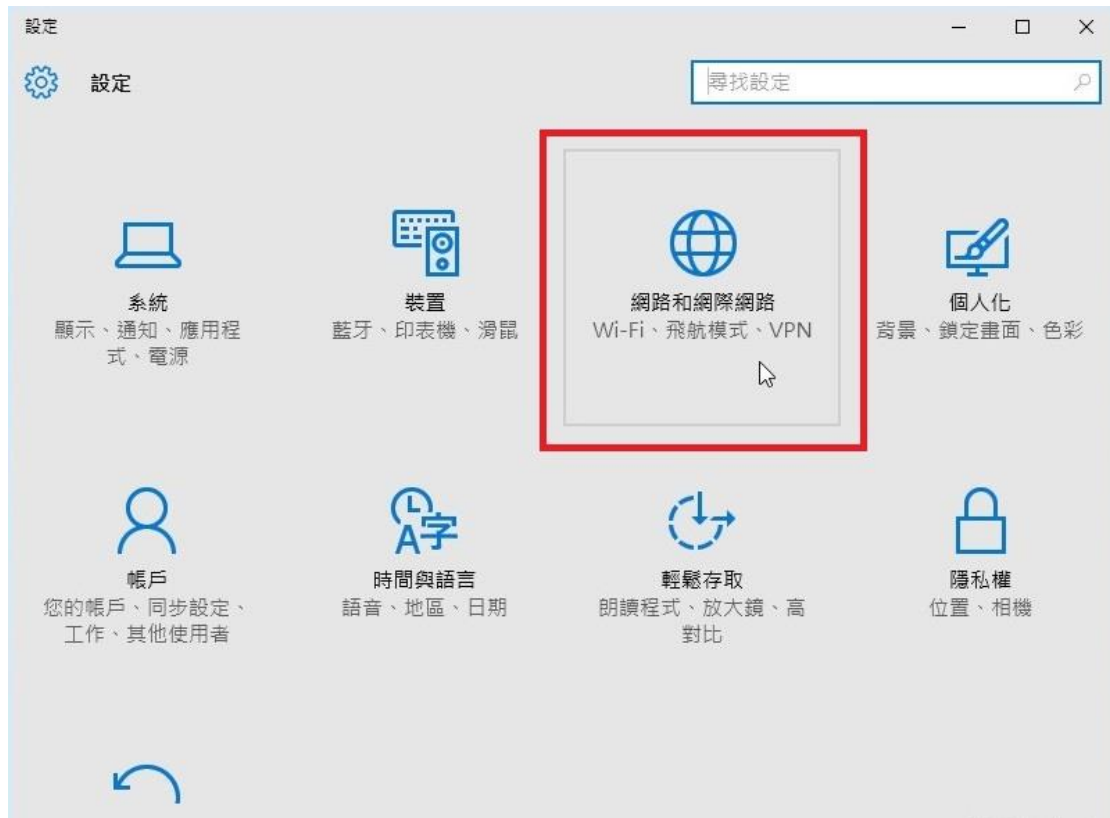 設定
設定
尋找設定
系統
顯示、通知、應用程
式、電源
裝置
藍牙、印表機、滑鼠
網路和網際網路
Wi-Fi、飛航模式、VPN
個人化
背景、鎖定畫面、色彩
帳戶
您的帳戶、同步設定、
工作、其他使用者
時間與語言
語音、地區、日期
輕鬆存取
朗讀程式、放大鏡、高
對比
隱私權
位置、相機